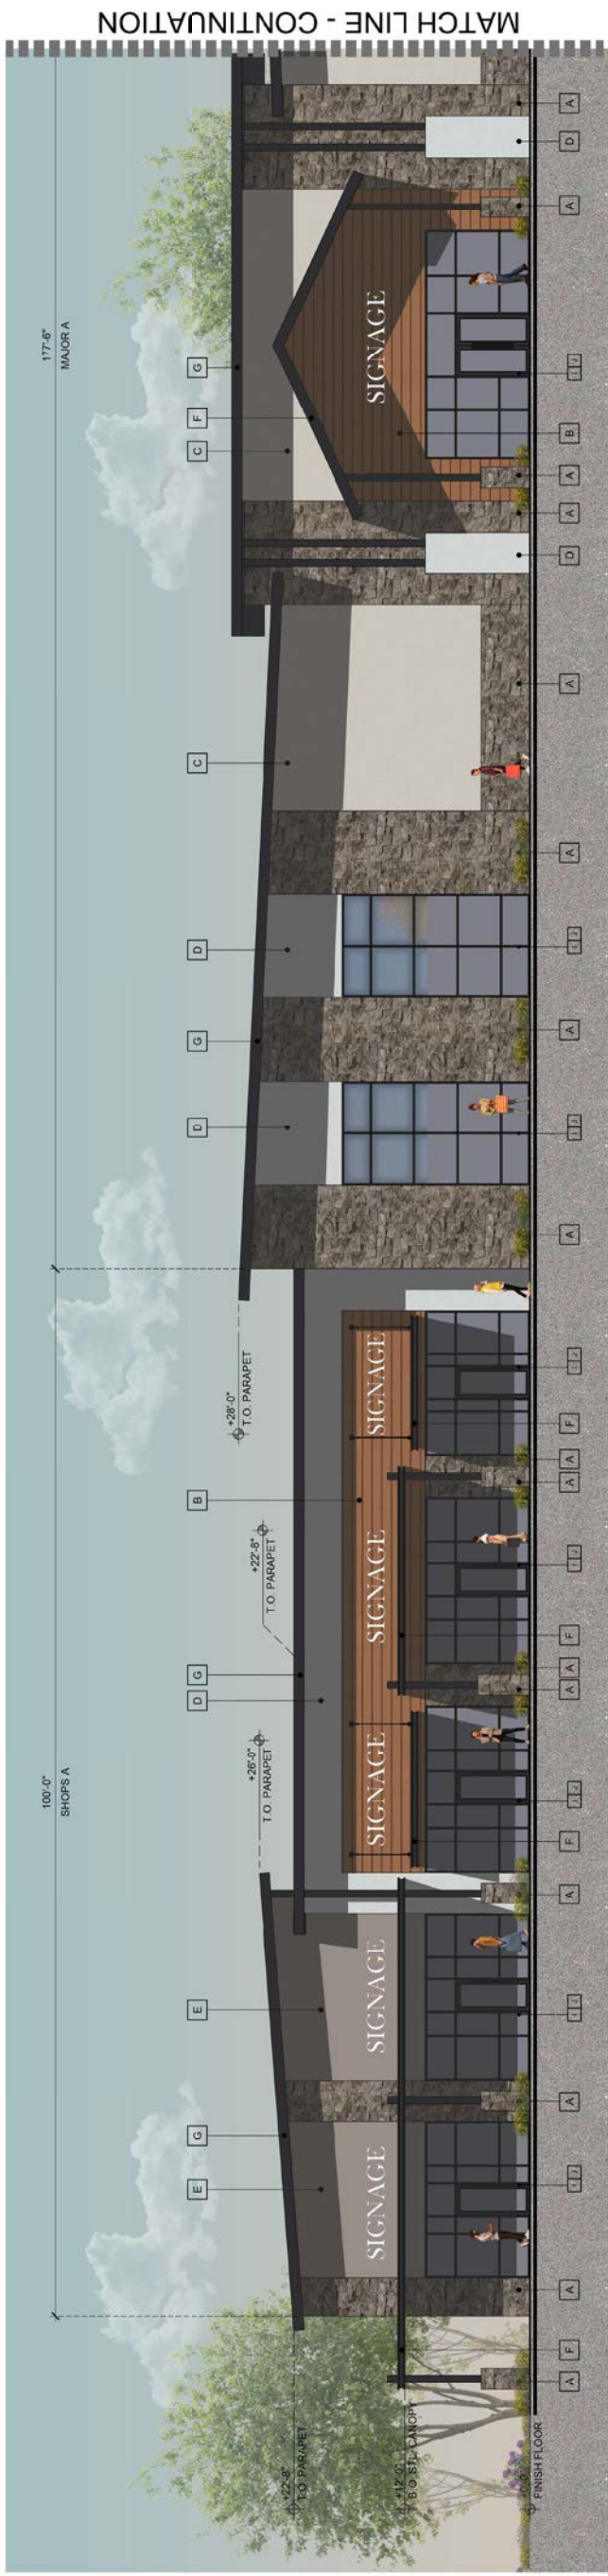 100'-0"
SHOPS A
177'-6"
MAJOR A
E G E D G B D G D C C F G
+26'-0"
T.O. PARAPET
+22'-8"
T.O. PARAPET
+28'-0"
T.O. PARAPET
+22'-8"
T.O. PARAPET
+12'-0"
B.O. STL. CANOPY
FINISH FLOOR
SIGNAGE SIGNAGE SIGNAGE SIGNAGE SIGNAGE SIGNAGE
A F A I J A I J A F I J A A F I J A A F I J A I J A I J A A D A A B I J A D A
MATCH LINE - CONTINUATION